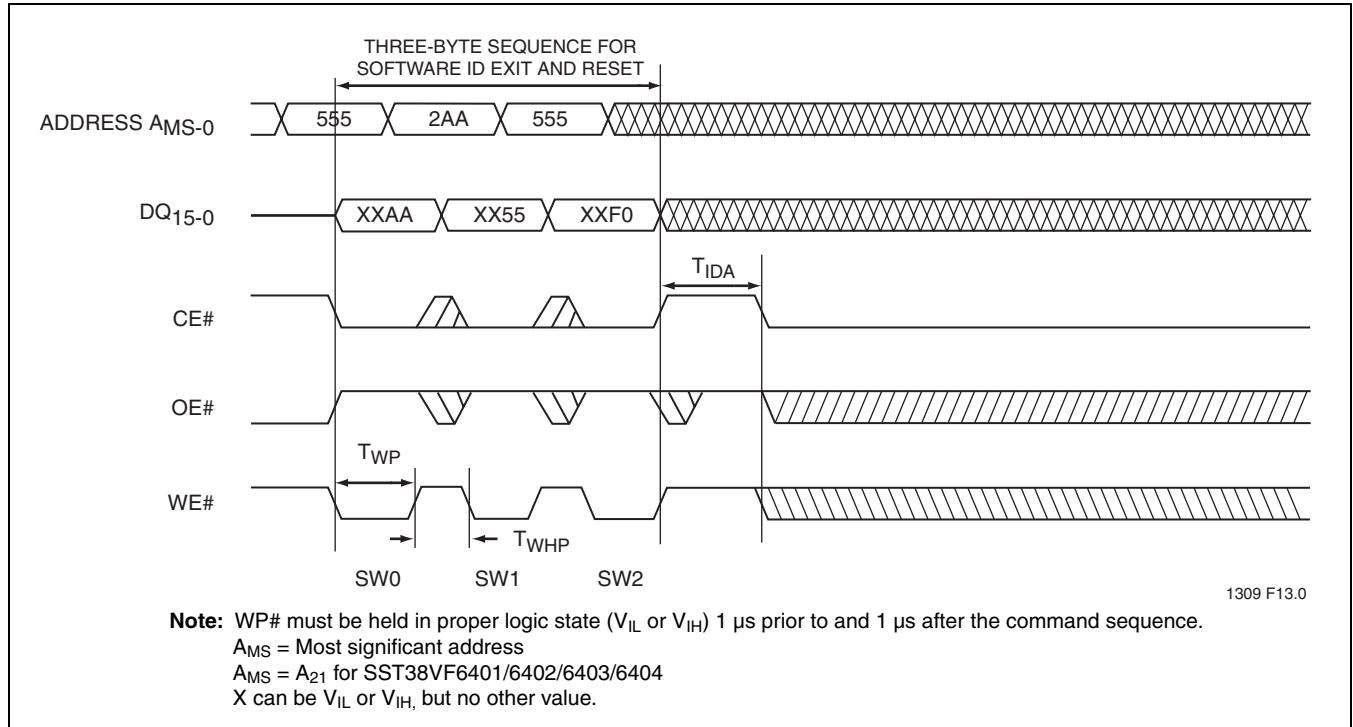 THREE-BYTE SEQUENCE FOR
SOFTWARE ID EXIT AND RESET
ADDRESS AMS-0
555
2AA
555
DQ15-0
XXAA
XX55
XXF0
TIDA
CE#
OE#
TWP
WE#
TWHP
SW0
SW1
SW2
1309 F13.0
Note: WP# must be held in proper logic state (VIL or VIH) 1 µs prior to and 1 µs after the command sequence.
AMS = Most significant address
AMS = A21 for SST38VF6401/6402/6403/6404
X can be VIL or VIH, but no other value.